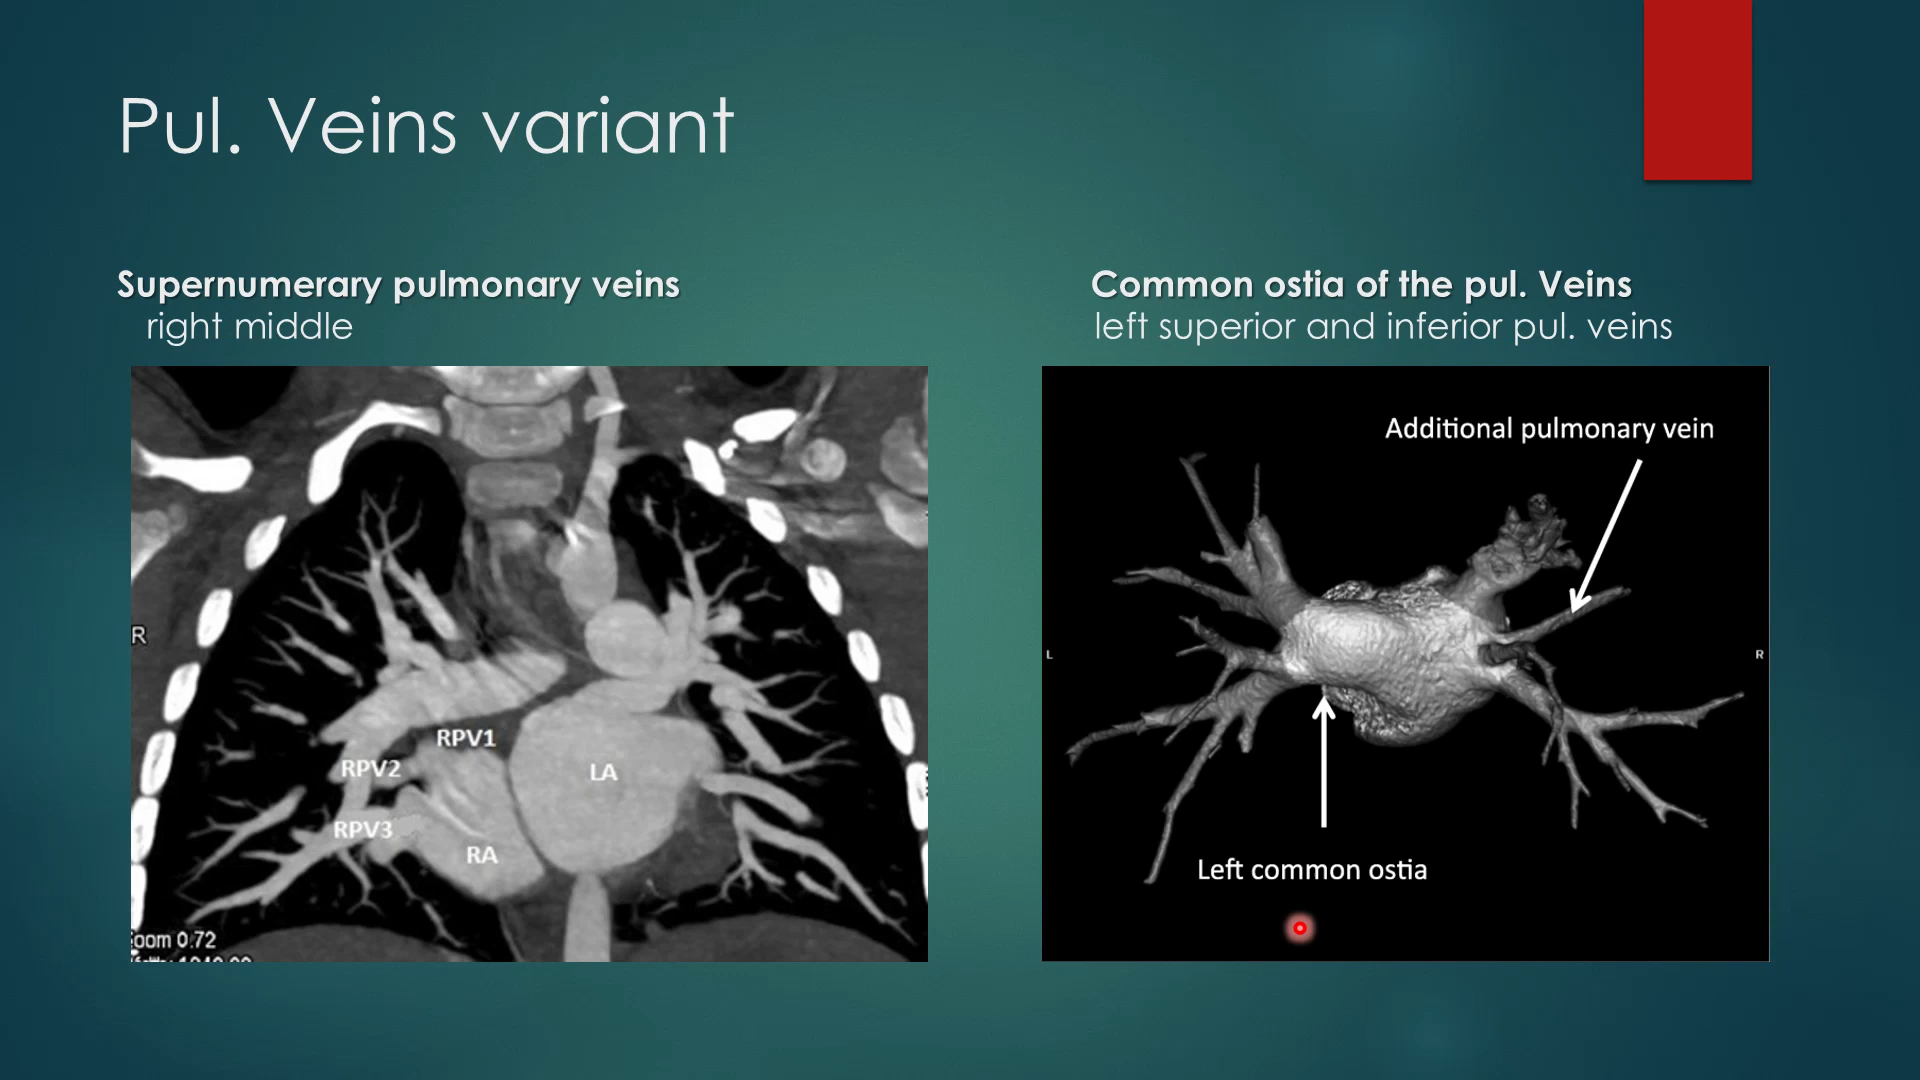 Pul. Veins variant
Supernumerary pulmonary veins
right middle
Common ostia of the pul. Veins
left superior and inferior pul. veins
R
RPV1
RPV2
LA
RPV3
RA
oom 0.72
Additional pulmonary vein
L
R
Left common ostia